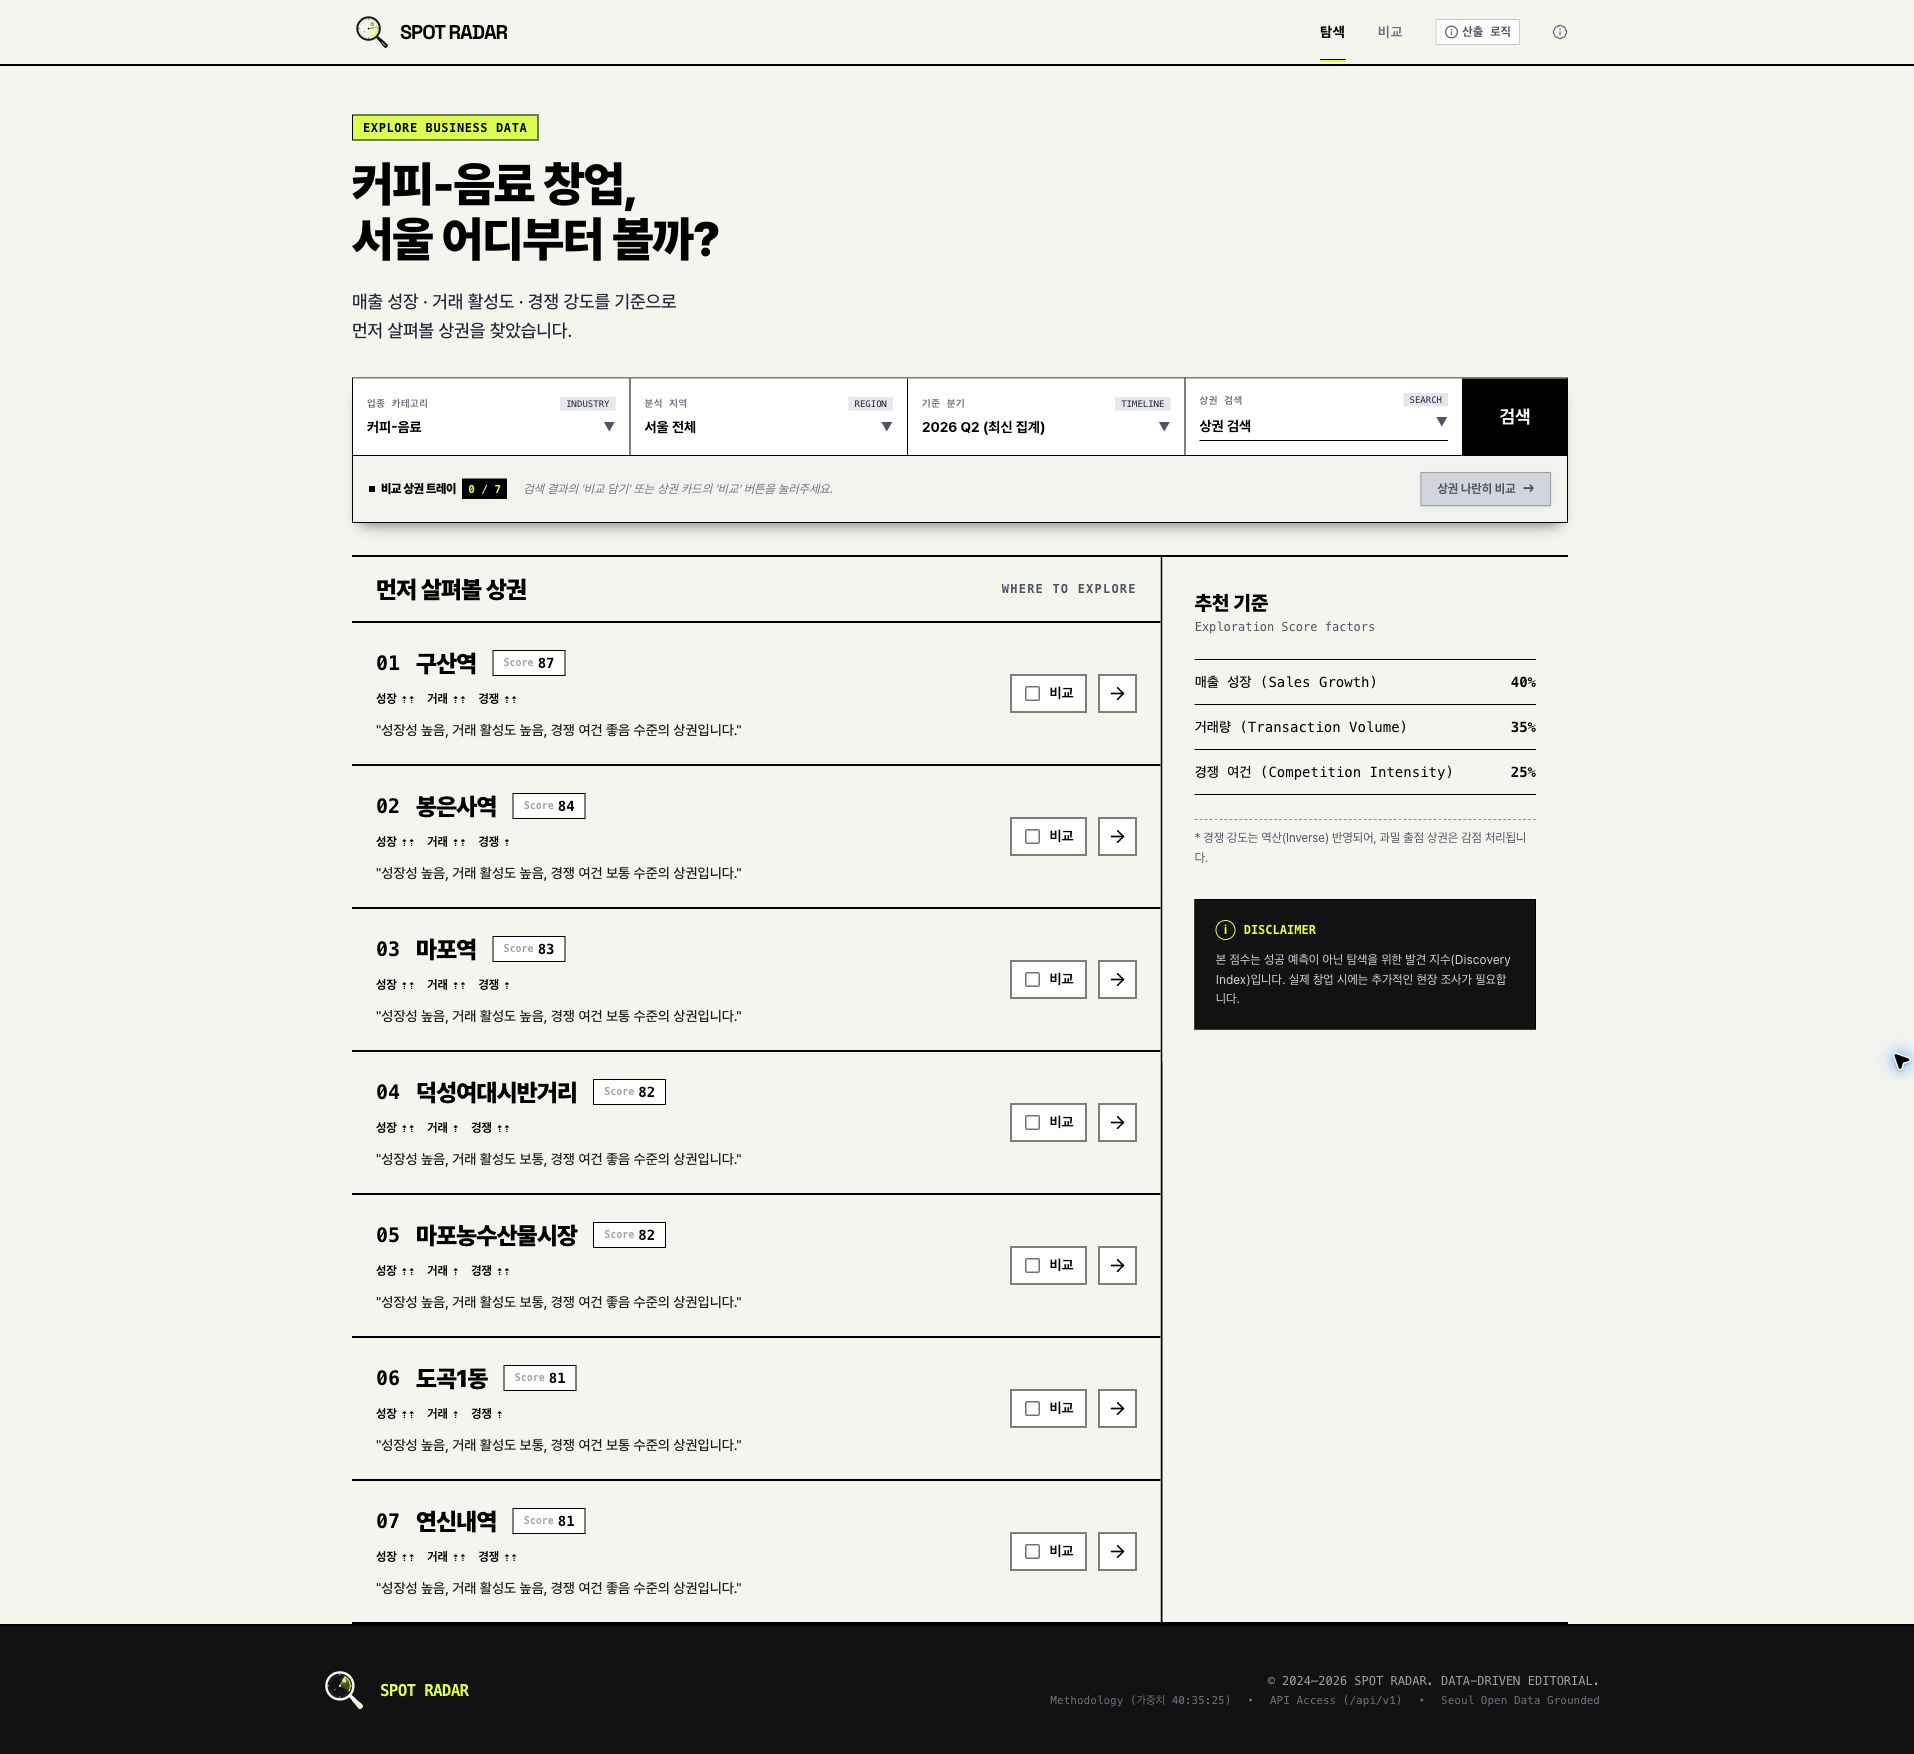 SPOT RADAR
탐색
비교
산출 로직
EXPLORE BUSINESS DATA
커피-음료 창업,
서울 어디부터 볼까?
매출 성장 · 거래 활성도 · 경쟁 강도를 기준으로
먼저 살펴볼 상권을 찾았습니다.
업종 카테고리 INDUSTRY
커피-음료 ▼
분석 지역 REGION
서울 전체 ▼
기준 분기 TIMELINE
2026 Q2 (최신 집계) ▼
상권 검색 SEARCH
상권 검색 ▼
검색
■ 비교 상권 트레이 0 / 7 검색 결과의 '비교 담기' 또는 상권 카드의 '비교' 버튼을 눌러주세요.
상권 나란히 비교 →
먼저 살펴볼 상권 WHERE TO EXPLORE
01 구산역 Score 87
성장 ↑↑ 거래 ↑↑ 경쟁 ↑↑
"성장성 높음, 거래 활성도 높음, 경쟁 여건 좋음 수준의 상권입니다."
비교 →
02 봉은사역 Score 84
성장 ↑↑ 거래 ↑↑ 경쟁 ↑
"성장성 높음, 거래 활성도 높음, 경쟁 여건 보통 수준의 상권입니다."
비교 →
03 마포역 Score 83
성장 ↑↑ 거래 ↑↑ 경쟁 ↑
"성장성 높음, 거래 활성도 높음, 경쟁 여건 보통 수준의 상권입니다."
비교 →
04 덕성여대시반거리 Score 82
성장 ↑↑ 거래 ↑ 경쟁 ↑↑
"성장성 높음, 거래 활성도 보통, 경쟁 여건 좋음 수준의 상권입니다."
비교 →
05 마포농수산물시장 Score 82
성장 ↑↑ 거래 ↑ 경쟁 ↑↑
"성장성 높음, 거래 활성도 보통, 경쟁 여건 좋음 수준의 상권입니다."
비교 →
06 도곡1동 Score 81
성장 ↑↑ 거래 ↑ 경쟁 ↑
"성장성 높음, 거래 활성도 보통, 경쟁 여건 보통 수준의 상권입니다."
비교 →
07 연신내역 Score 81
성장 ↑↑ 거래 ↑↑ 경쟁 ↑↑
"성장성 높음, 거래 활성도 높음, 경쟁 여건 좋음 수준의 상권입니다."
비교 →
추천 기준
Exploration Score factors
매출 성장 (Sales Growth) 40%
거래량 (Transaction Volume) 35%
경쟁 여건 (Competition Intensity) 25%
* 경쟁 강도는 역산(Inverse) 반영되어, 과밀 출점 상권은 감점 처리됩니
다.
i DISCLAIMER
본 점수는 성공 예측이 아닌 탐색을 위한 발견 지수(Discovery
Index)입니다. 실제 창업 시에는 추가적인 현장 조사가 필요합
니다.
SPOT RADAR
© 2024–2026 SPOT RADAR. DATA-DRIVEN EDITORIAL.
Methodology (가중치 40:35:25) • API Access (/api/v1) • Seoul Open Data Grounded